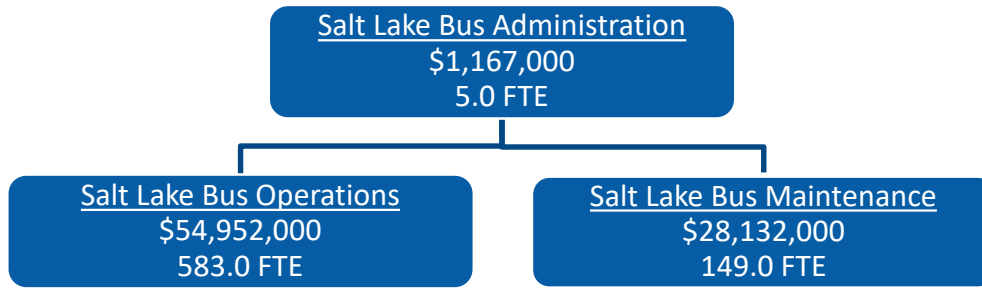 Salt Lake Bus Administration
$1,167,000
5.0 FTE
Salt Lake Bus Operations
$54,952,000
583.0 FTE
Salt Lake Bus Maintenance
$28,132,000
149.0 FTE